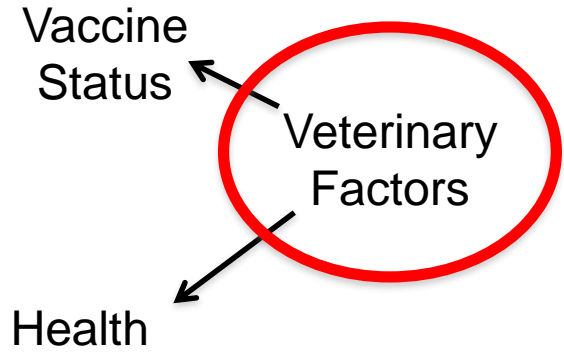 Vaccine
Status
Veterinary
Factors
Health